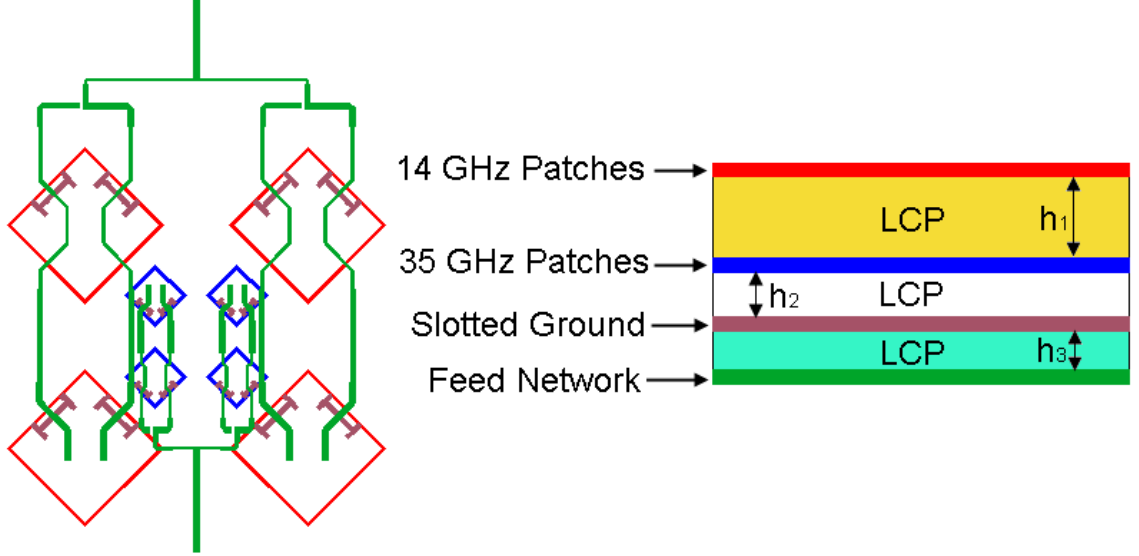 14 GHz Patches
LCP
h1
35 GHz Patches
h2
LCP
Slotted Ground
LCP
h3
Feed Network